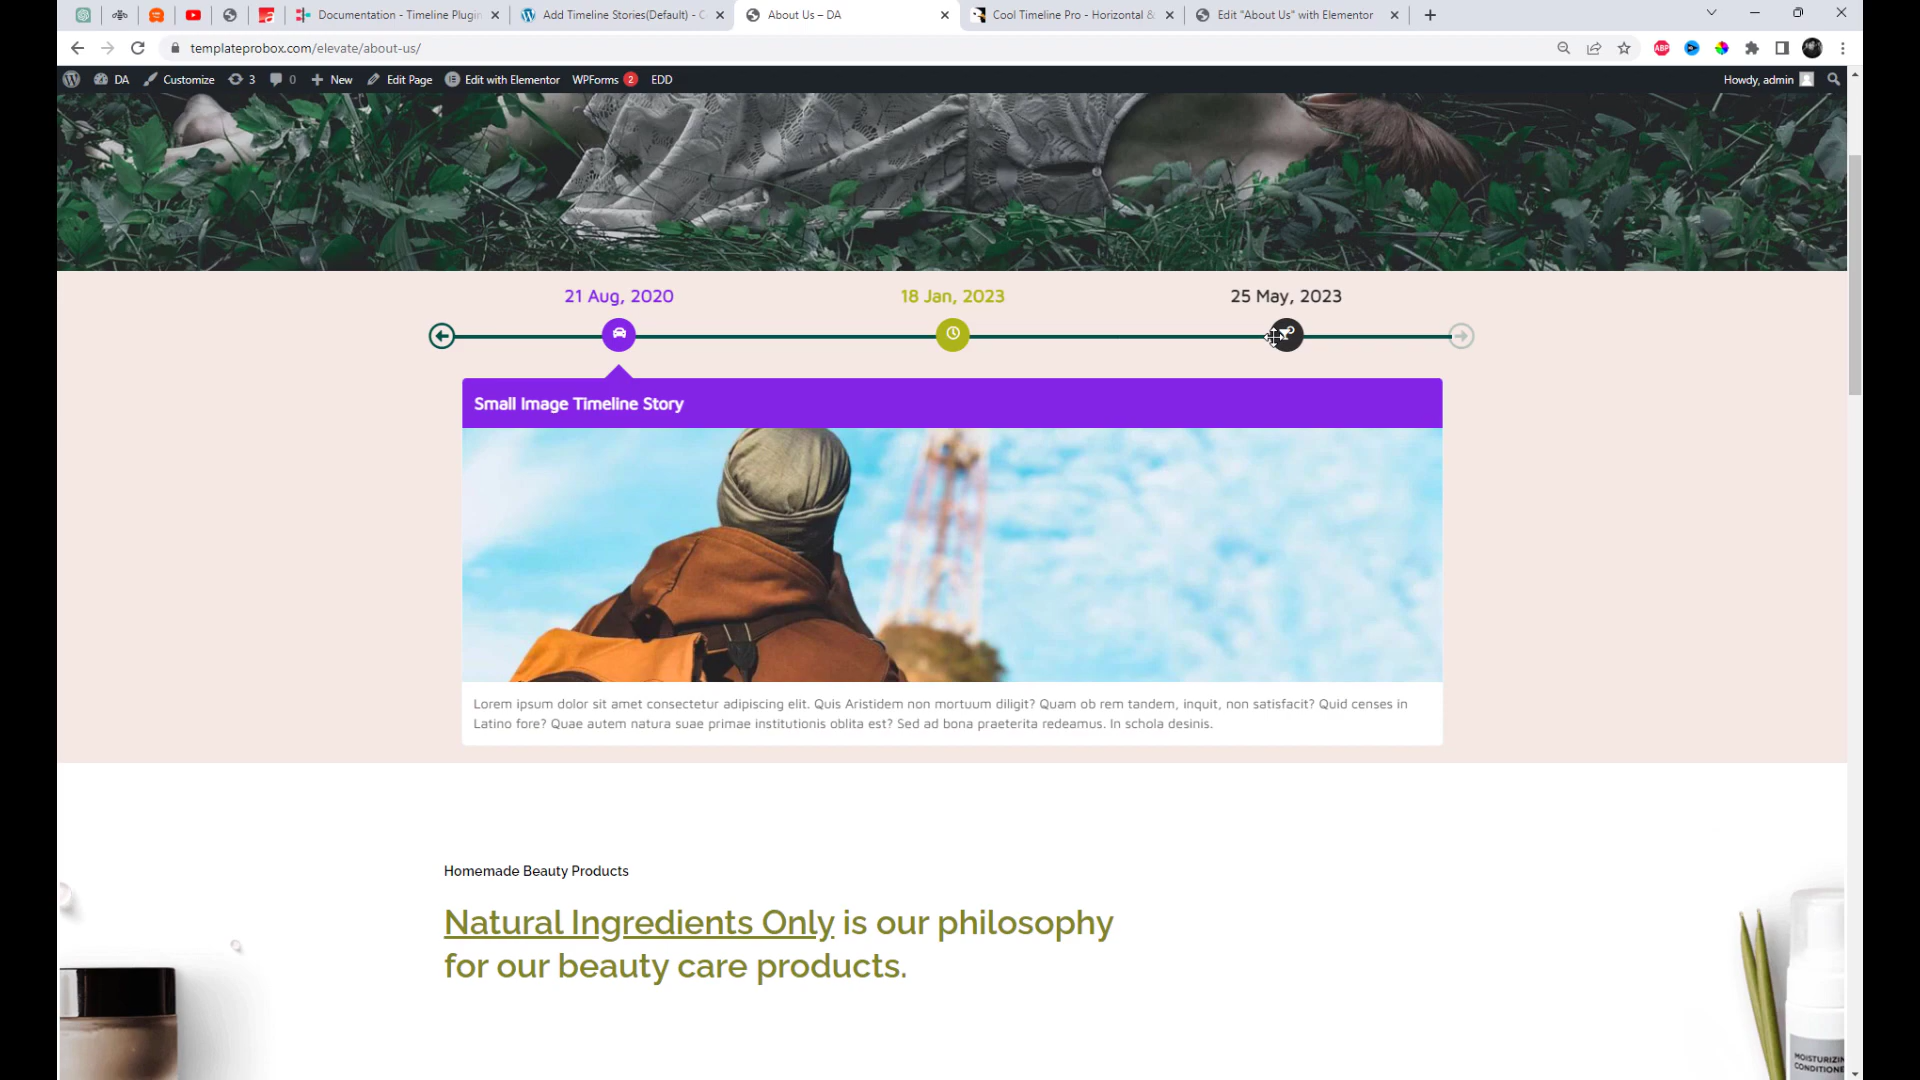 Documentation - Timeline Plugin
Add Timeline Stories(Default) - C
About Us – DA
Cool Timeline Pro - Horizontal &
Edit "About Us" with Elementor
templateprobox.com/elevate/about-us/
ABP
DA
Customize
3
0
New
Edit Page
Edit with Elementor
WPForms 2
EDD
Howdy, admin
21 Aug, 2020
18 Jan, 2023
25 May, 2023
Small Image Timeline Story
Lorem ipsum dolor sit amet consectetur adipiscing elit. Quis Aristidem non mortuum diligit? Quam ob rem tandem, inquit, non satisfacit? Quid censes in
Latino fore? Quae autem natura suae primae institutionis oblita est? Sed ad bona praeterita redeamus. In schola desinis.
Homemade Beauty Products
Natural Ingredients Only is our philosophy
for our beauty care products.
MOISTURIZIN
CONDITIONE